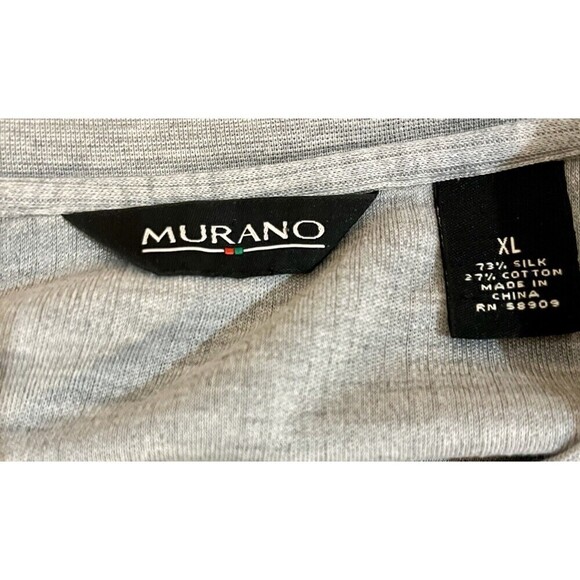 MURANO
XL
73% SILK
27% COTTON
MADE IN
CHINA
RN 58909